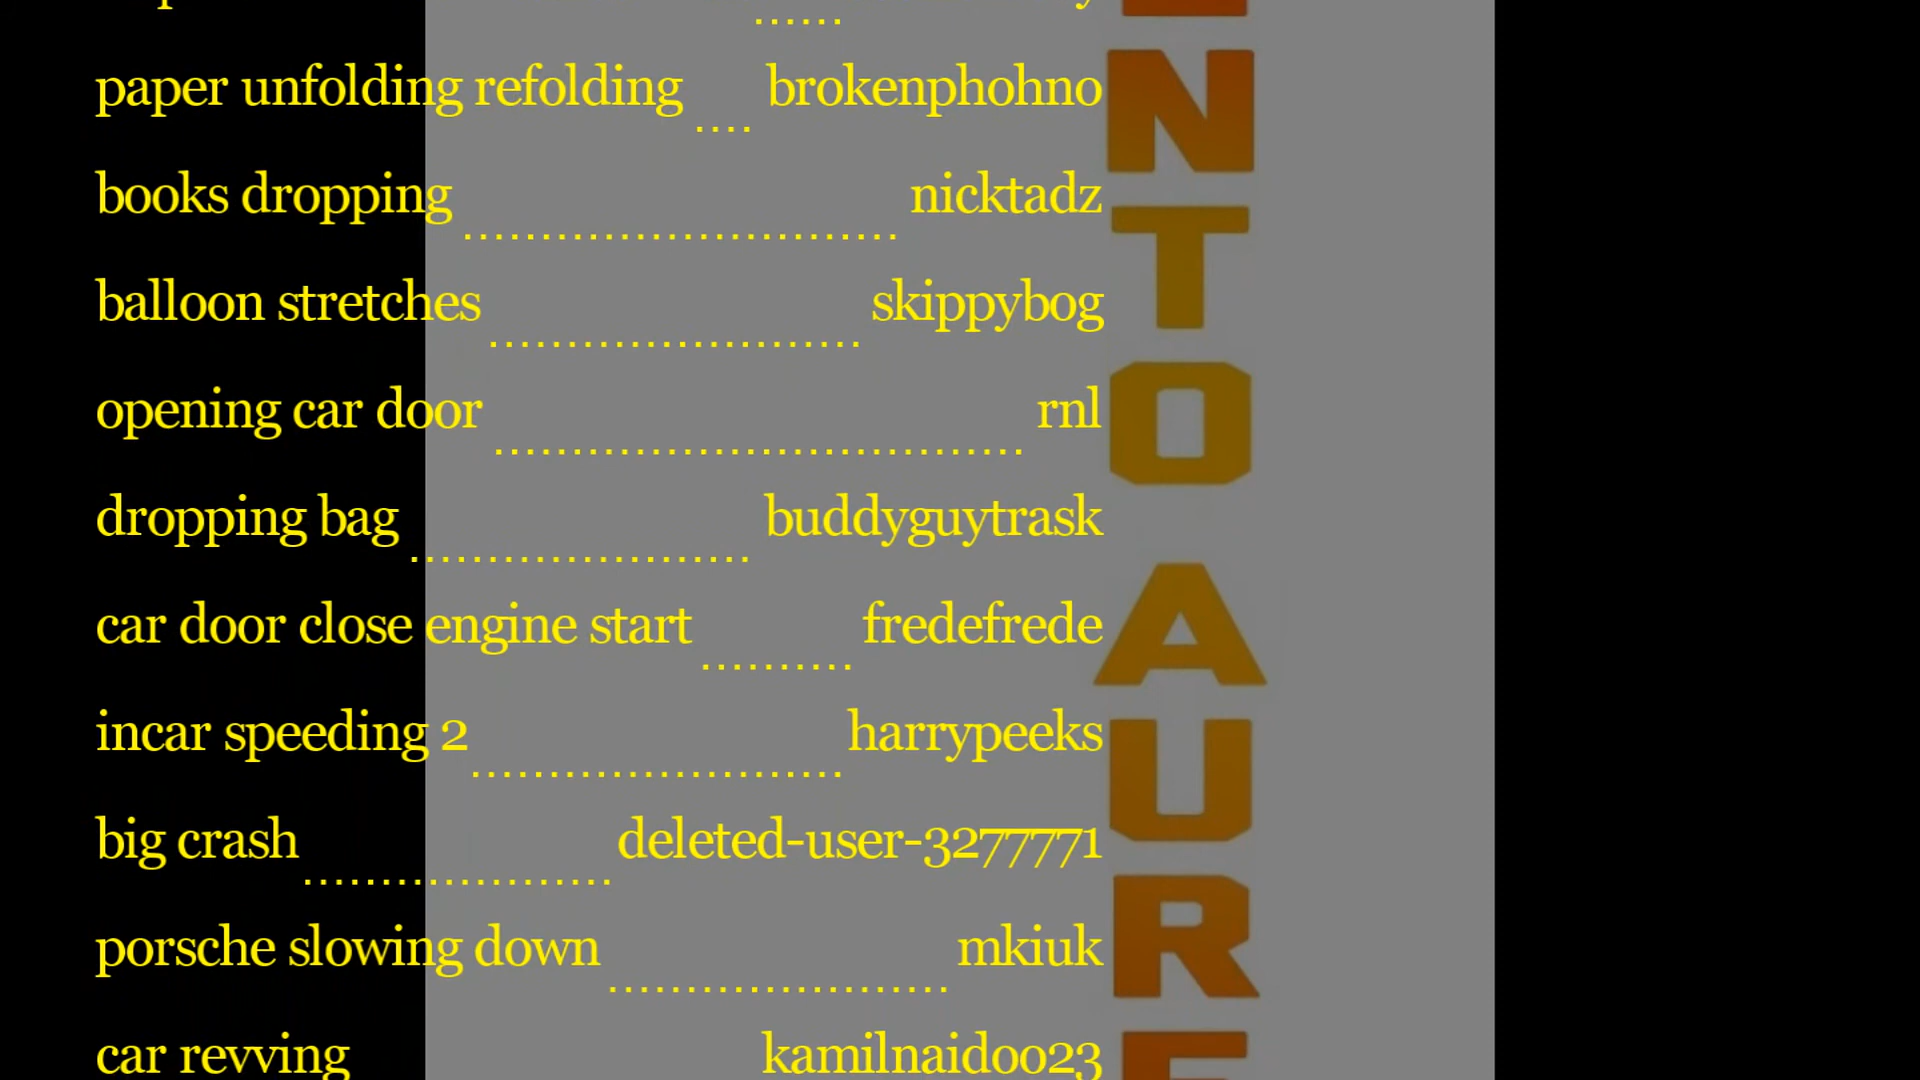 paper unfolding refolding .... brokenphohno
books dropping ............................ nicktadz
balloon stretches ........................ skippybog
opening car door .................................. rnl
dropping bag ...................... buddyguytrask
car door close engine start .......... fredefrede
incar speeding 2 ........................ harrypeeks
big crash .................... deleted-user-3277771
porsche slowing down ...................... mkiuk
car revving kamilnaidoo23
N
T
O
A
U
R